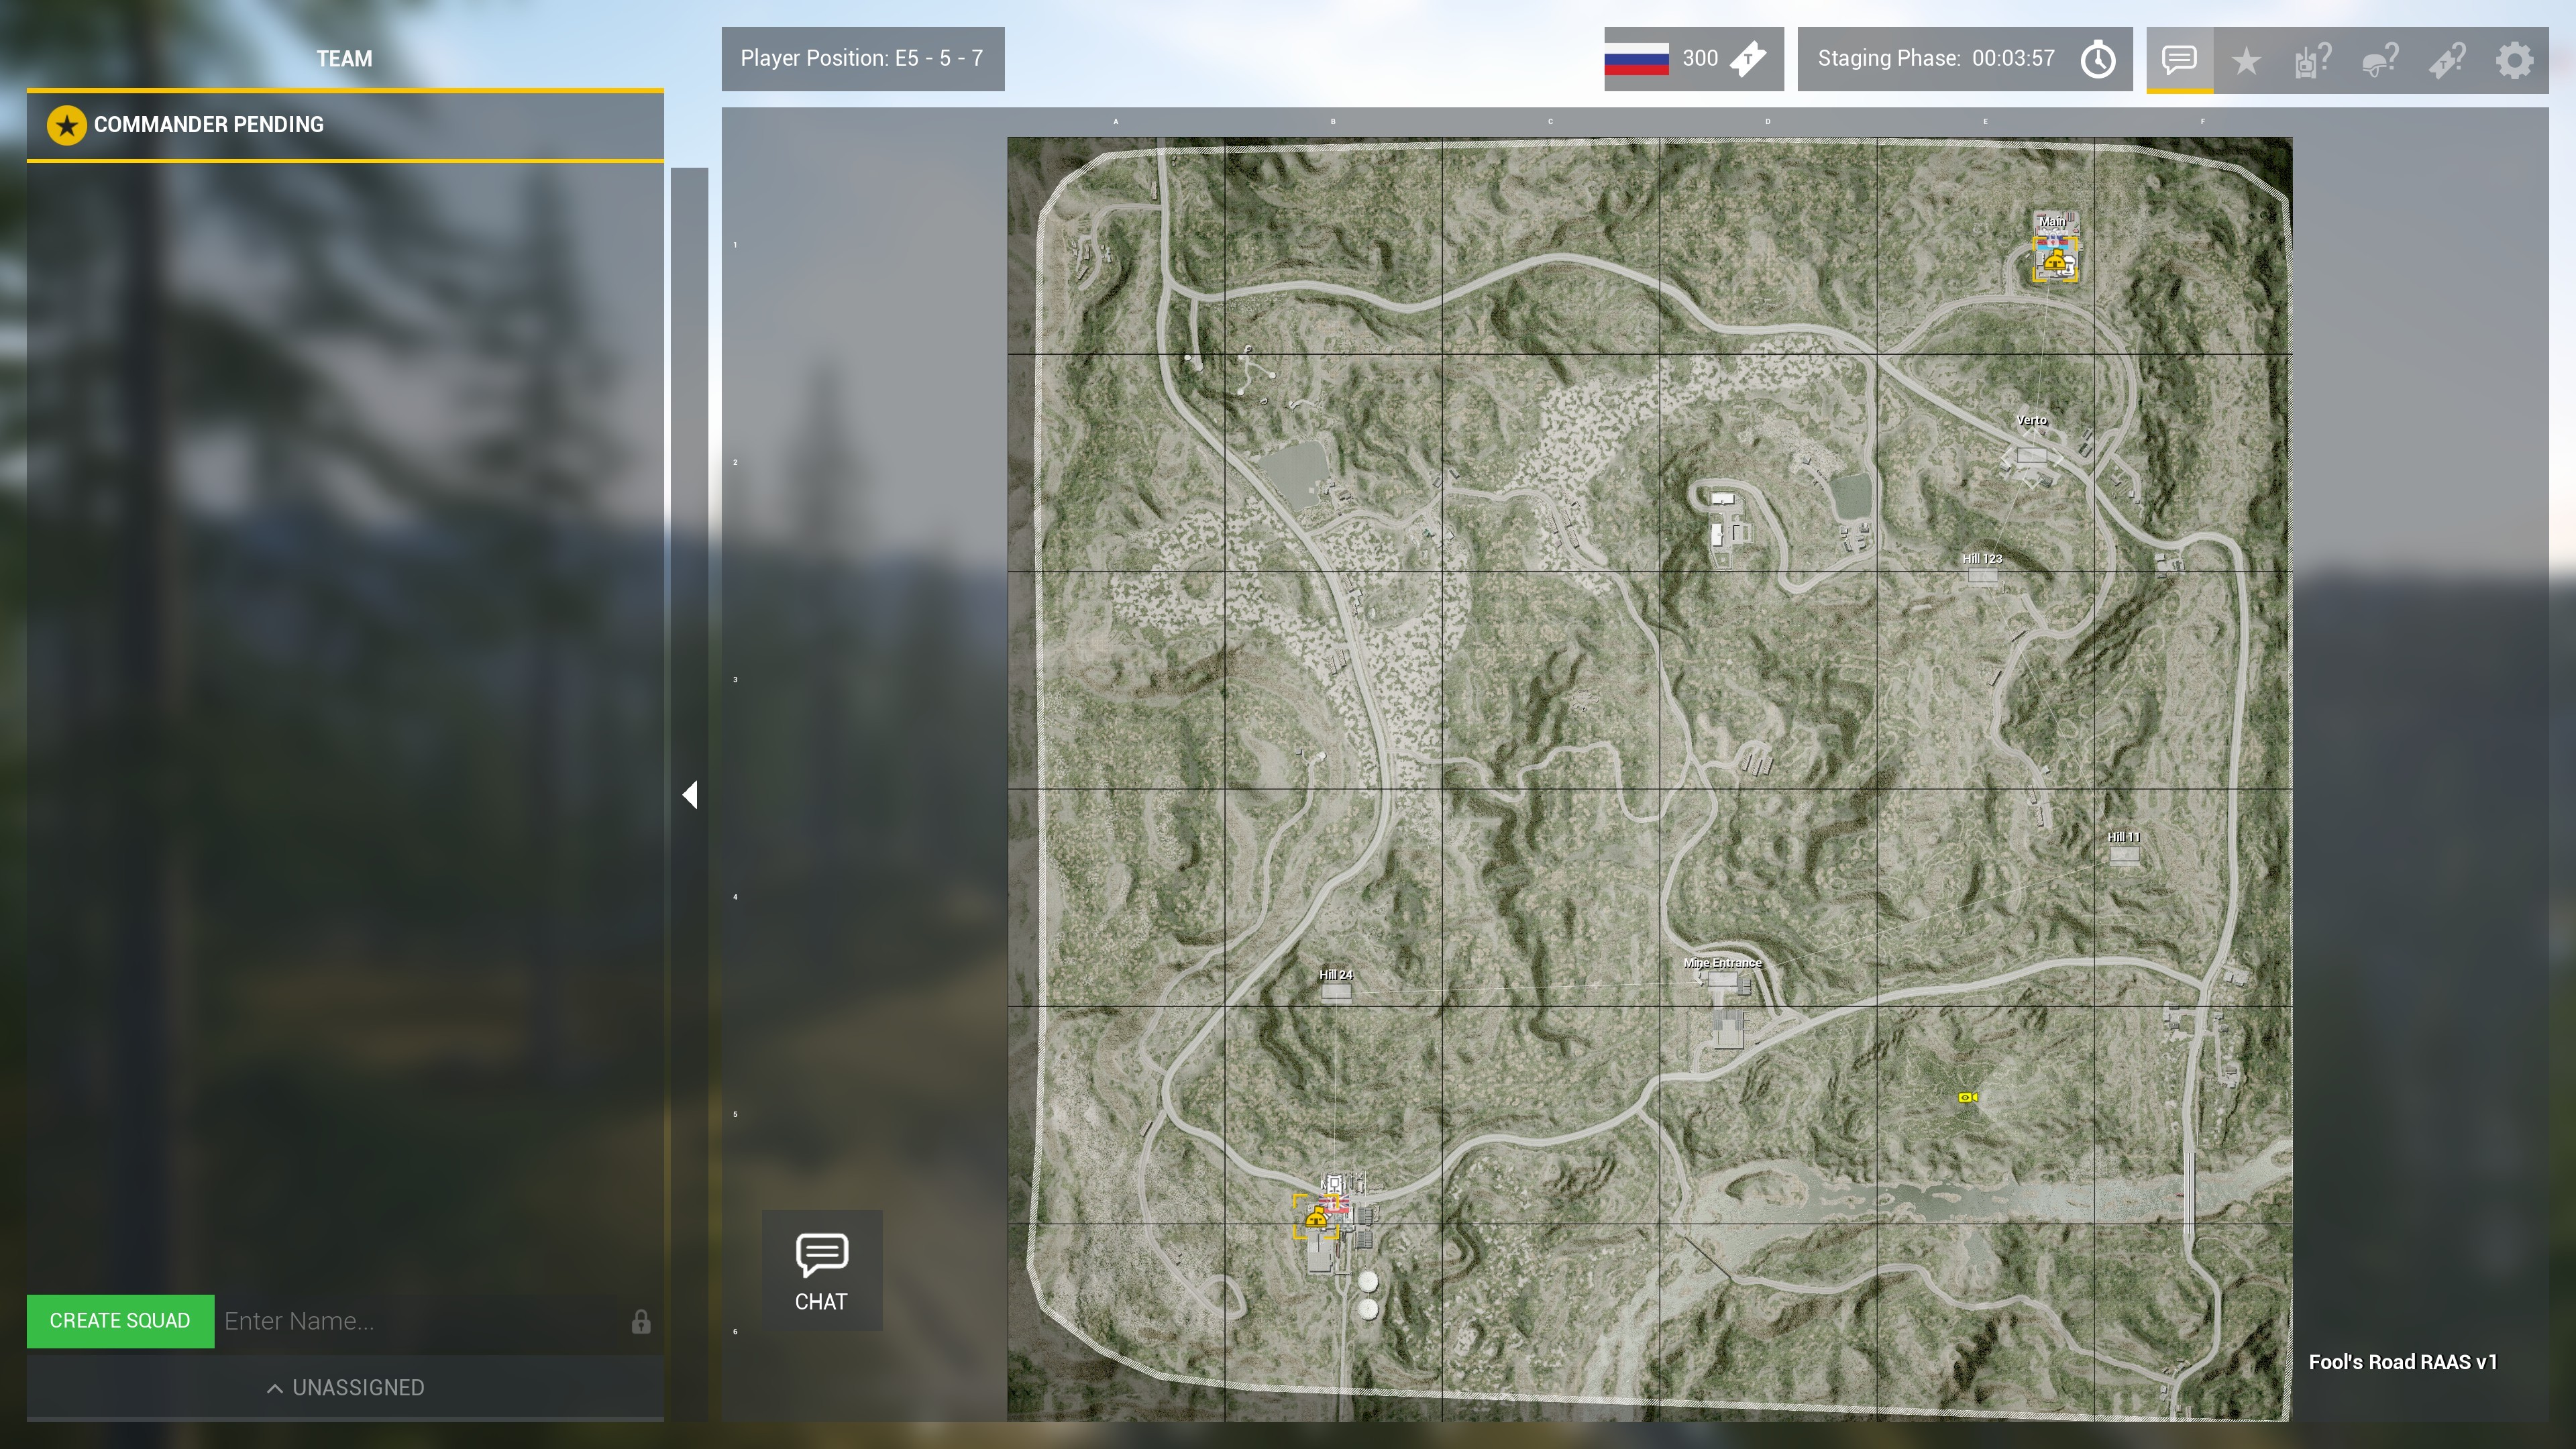 TEAM
COMMANDER PENDING
CREATE SQUAD
Enter Name...
UNASSIGNED
Player Position: E5 - 5 - 7
300
T
Staging Phase: 00:03:57
?
?
T ?
A
B
C
D
E
F
1
2
3
4
5
6
Main
Verto
Hill 123
Hill 11
Mine Entrance
Hill 24
CHAT
Fool's Road RAAS v1